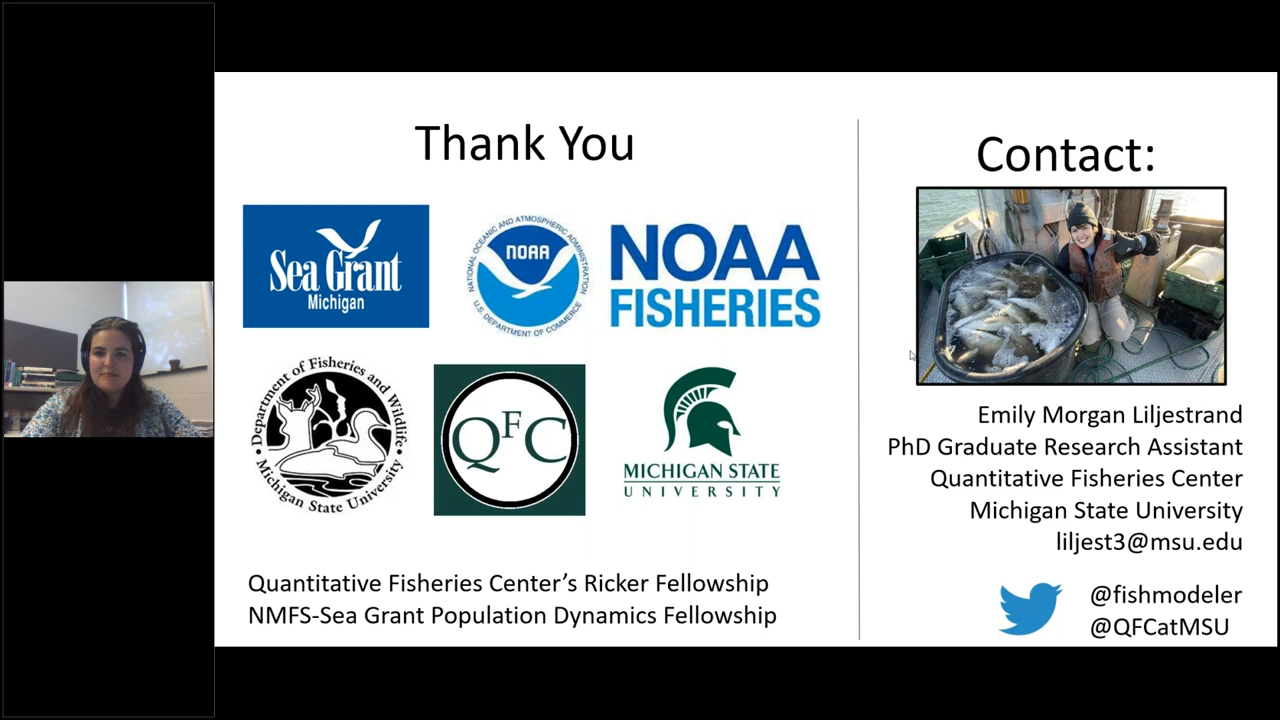 Thank You
Sea Grant
Michigan
NATIONAL OCEANIC AND ATMOSPHERIC ADMINISTRATION
NOAA
U.S. DEPARTMENT OF COMMERCE
NOAA
FISHERIES
Department of Fisheries and Wildlife
Michigan State University
QFC
MICHIGAN STATE
UNIVERSITY
Quantitative Fisheries Center’s Ricker Fellowship
NMFS-Sea Grant Population Dynamics Fellowship
Contact:
Emily Morgan Liljestrand
PhD Graduate Research Assistant
Quantitative Fisheries Center
Michigan State University
liljest3@msu.edu
@fishmodeler
@QFCatMSU